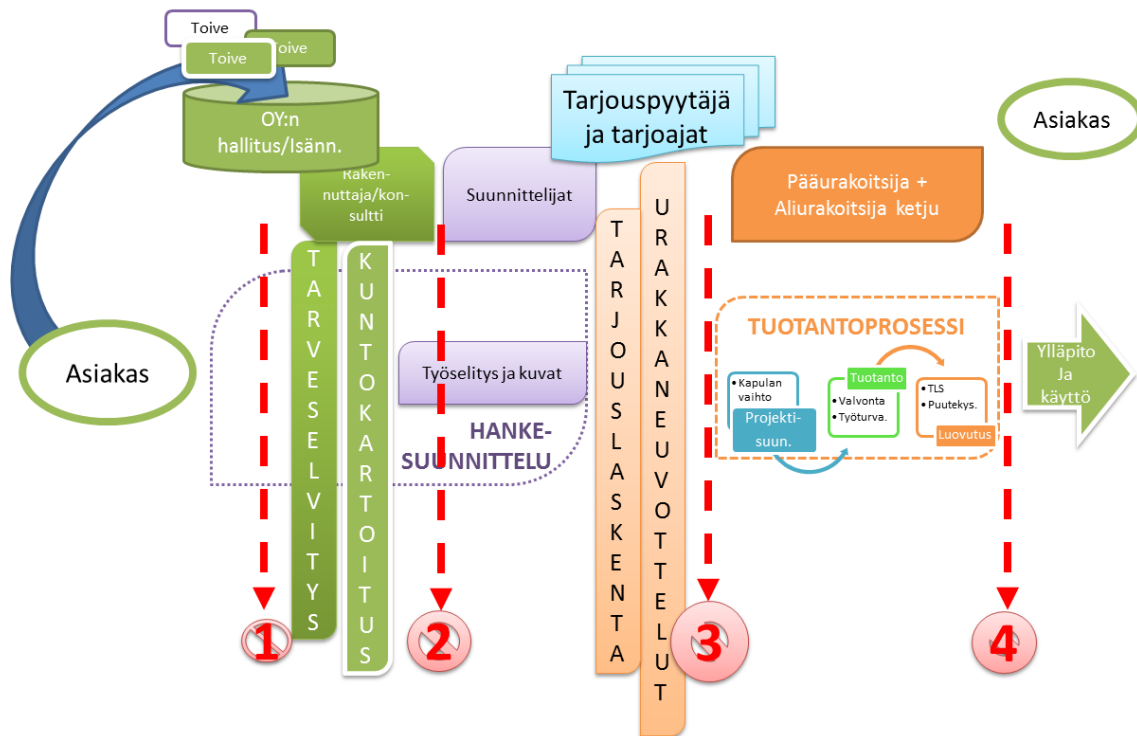 Toive
Toive
Toive
OY:n
hallitus/Isänn.
Raken-
nuttaja/kon-
sultti
Suunnittelijat
Tarjouspyytäjä
ja tarjoajat
Pääurakoitsija +
Aliurakoitsija ketju
Asiakas
Asiakas
TARVESELVITYS
KUNTOKARTOITUS
Työselitys ja kuvat
HANKE-
SUUNNITTELU
TARJOUSLASKENTA
URAKKANEUVOTTELUT
TUOTANTOPROSESSI
• Kapulan
vaihto
Projekti-
suun.
Tuotanto
• Valvonta
• Työturva.
• TLS
• Puutekys.
Luovutus
Ylläpito
Ja
käyttö
1
2
3
4